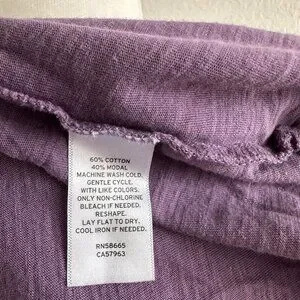 60% COTTON
40% MODAL
MACHINE WASH COLD.
GENTLE CYCLE.
WITH LIKE COLORS.
ONLY NON-CHLORINE
BLEACH IF NEEDED.
RESHAPE.
LAY FLAT TO DRY.
COOL IRON IF NEEDED.
RN58665
CA57963